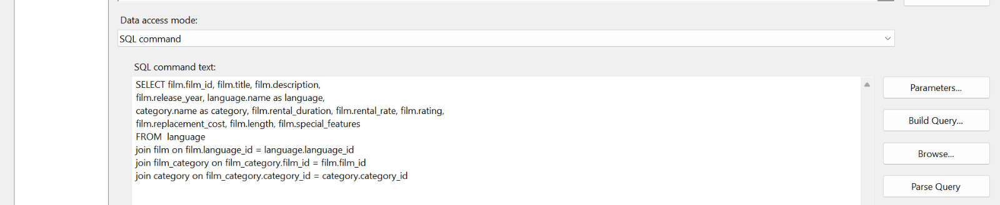 Data access mode:
SQL command
SQL command text:
SELECT film.film_id, film.title, film.description,
film.release_year, language.name as language,
category.name as category, film.rental_duration, film.rental_rate, film.rating,
film.replacement_cost, film.length, film.special_features
FROM  language
join film on film.language_id = language.language_id
join film_category on film_category.film_id = film.film_id
join category on film_category.category_id = category.category_id
Parameters...
Build Query...
Browse...
Parse Query